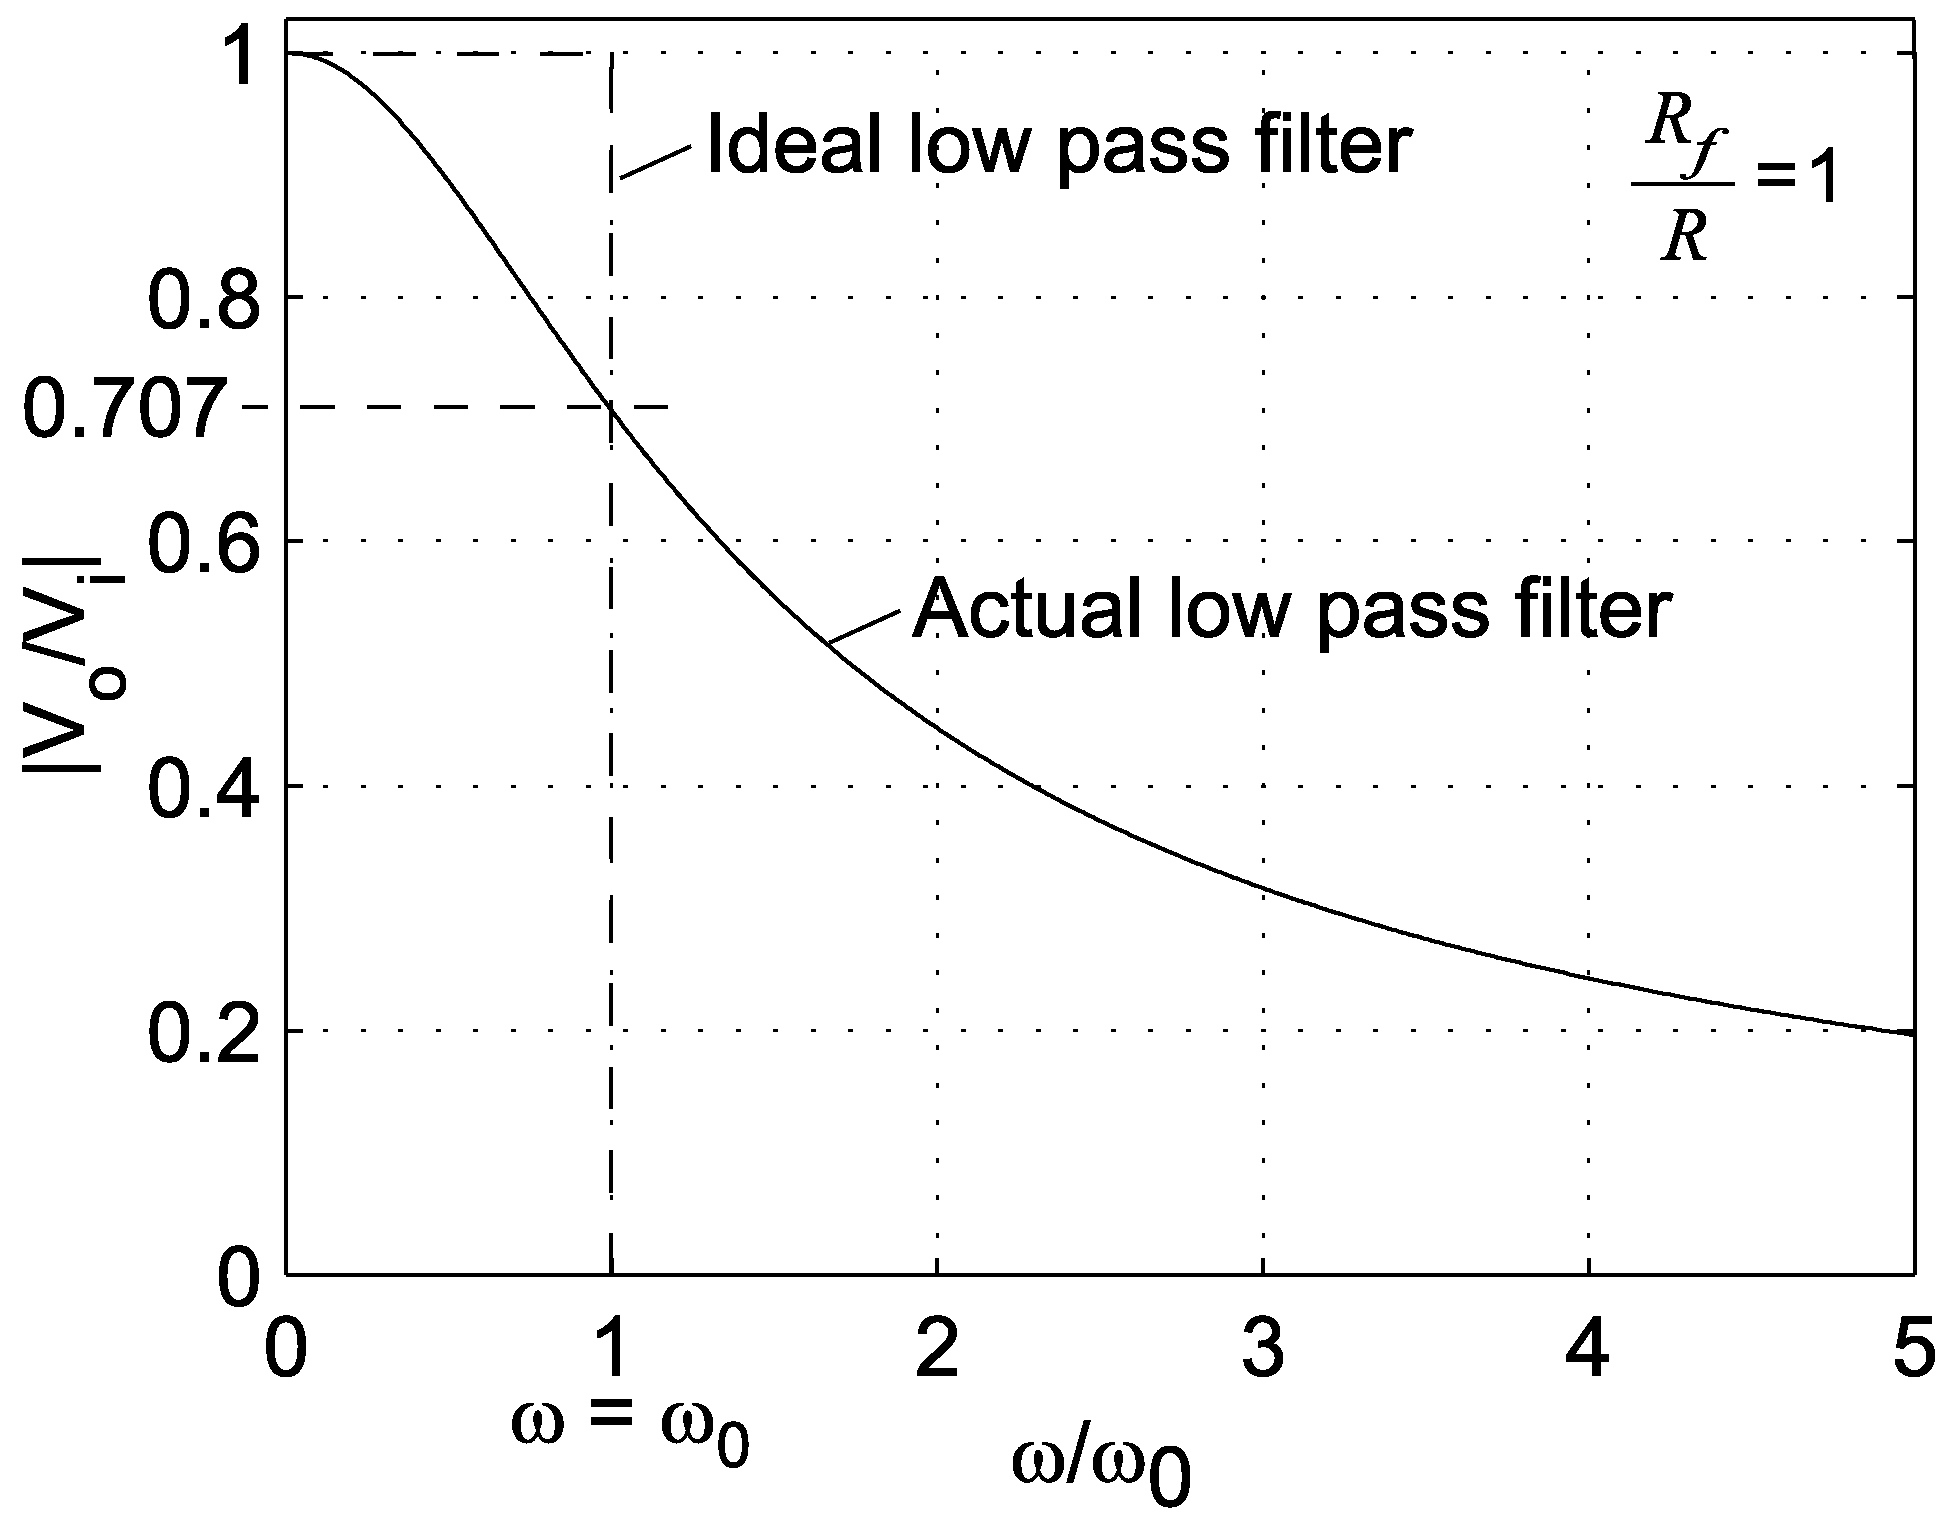 1
Ideal low pass filter
R_f/R = 1
0.8
0.707
0.6
|V_o/V_i|
Actual low pass filter
0.4
0.2
0
0 1 2 3 4 5
ω = ω_0
ω/ω_0